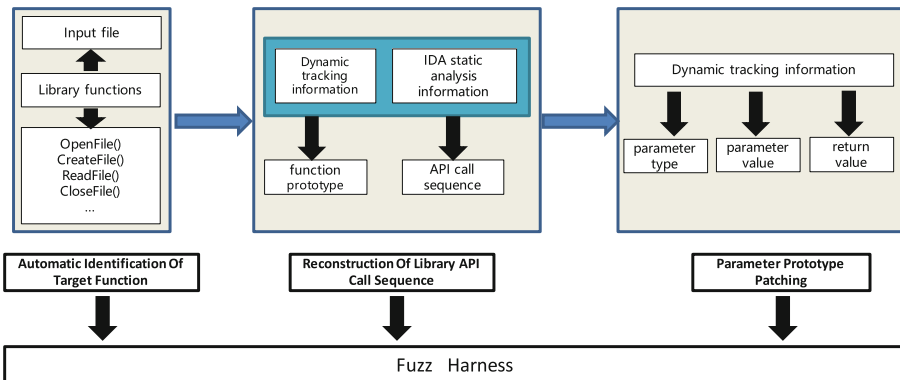 Input file
Library functions
OpenFile()
CreateFile()
ReadFile()
CloseFile()
...
Dynamic
tracking
information
IDA static
analysis
information
function
prototype
API call
sequence
Dynamic tracking information
parameter
type
parameter
value
return
value
Automatic Identification Of
Target Function
Reconstruction Of Library API
Call Sequence
Parameter Prototype
Patching
Fuzz Harness